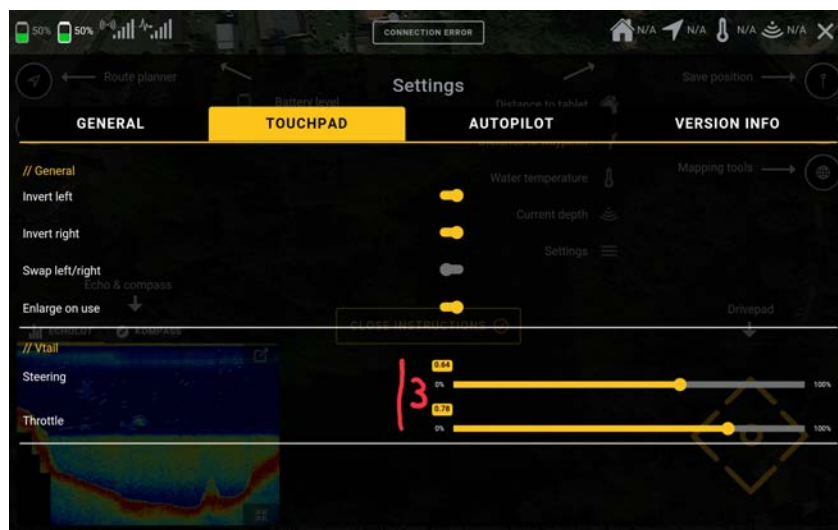 50% 50% CONNECTION ERROR N/A N/A N/A N/A
Route planner Settings Save position
Battery level Distance to tablet
GENERAL TOUCHPAD AUTOPILOT VERSION INFO
// General
Water temperature Mapping tools
Invert left
Current depth
Invert right
Settings
Swap left/right
Echo & compass
Enlarge on use Drivepad
ECHOLOT KOMPASS CLOSE INSTRUCTIONS
// Vtail
0.64
Steering 3 0% 100%
0.78
Throttle 0% 100%